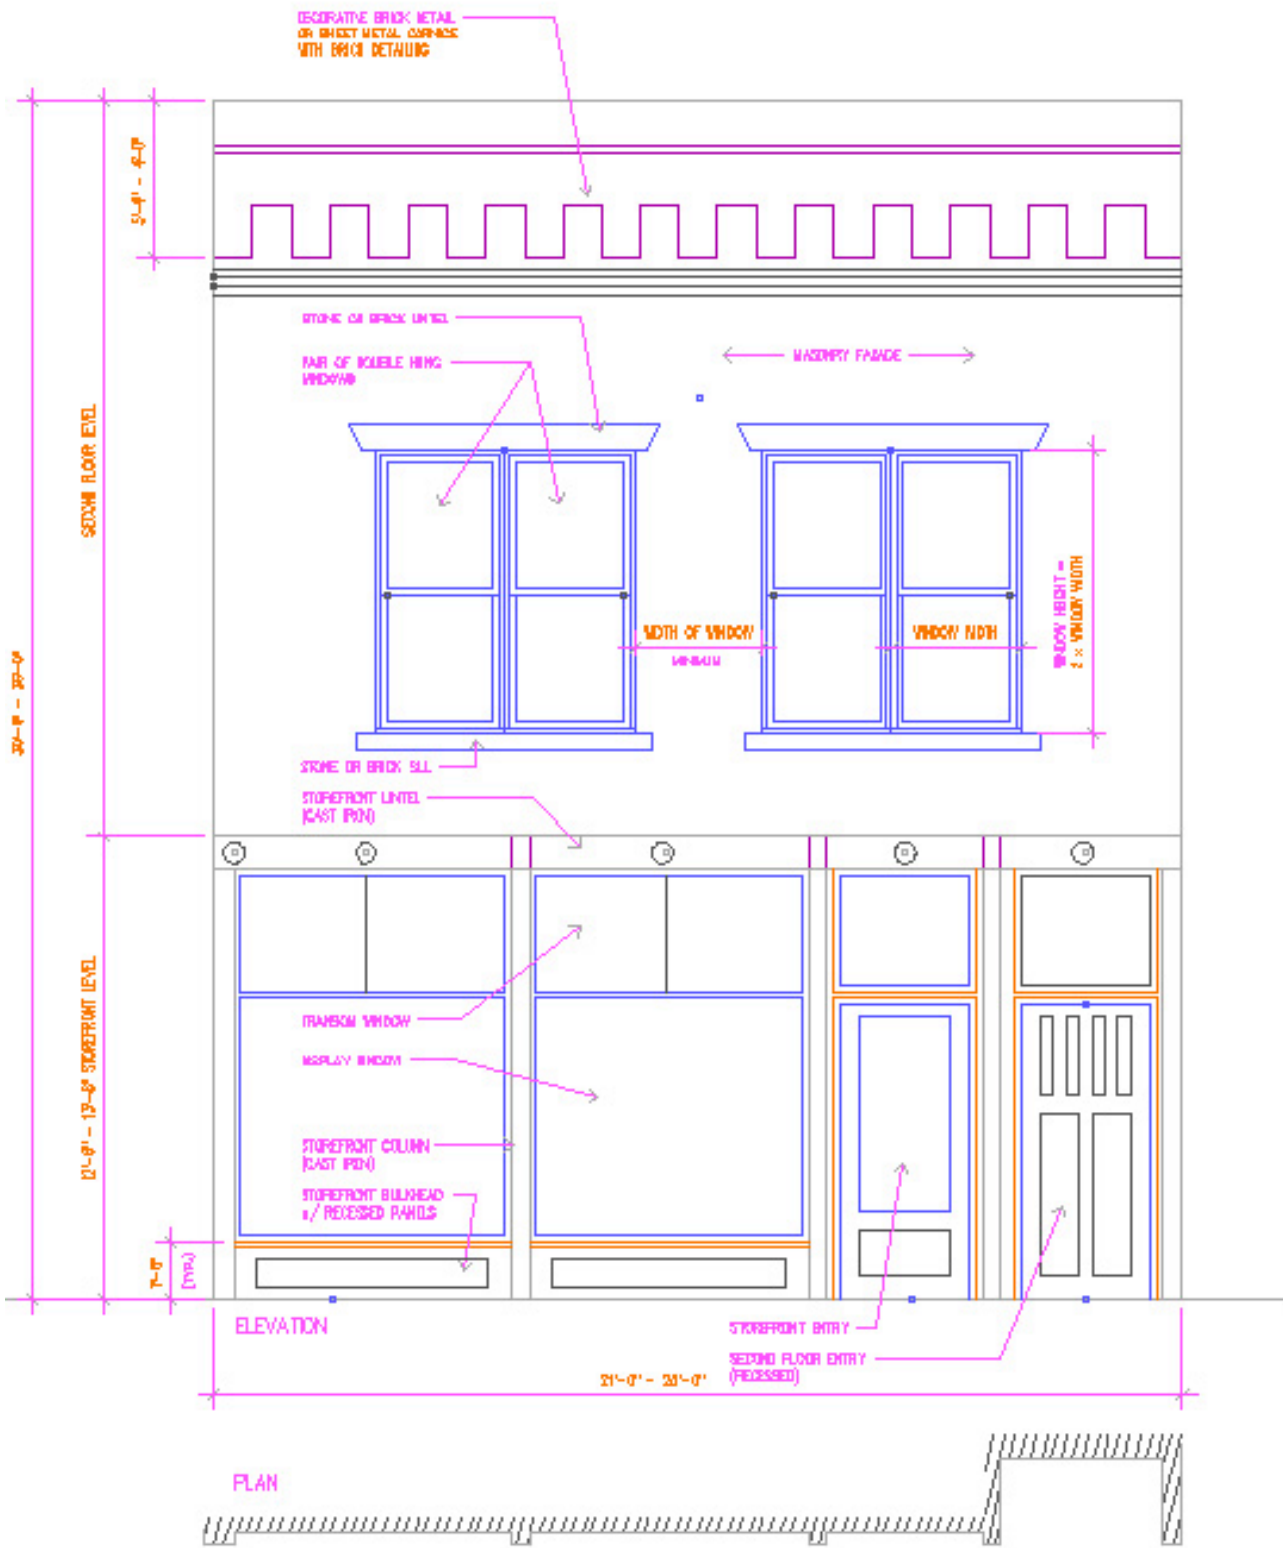 DECORATIVE BRICK DETAIL
OR SHEET METAL CORNICE
WITH BRICK DETAILING
STONE OR BRICK LINTEL
MASONRY FACADE
PAIR OF DOUBLE HUNG
WINDOWS
SECOND FLOOR LEVEL
WINDOW HEIGHT =
2 x WINDOW WIDTH
WIDTH OF WINDOW
MINIMUM
WINDOW WIDTH
STONE OR BRICK SILL
STOREFRONT LINTEL
(CAST IRON)
STOREFRONT LEVEL
TRANSOM WINDOW
DISPLAY WINDOW
STOREFRONT COLUMN
(CAST IRON)
STOREFRONT BULKHEAD
w/ RECESSED PANELS
(TYP.)
ELEVATION
STOREFRONT ENTRY
SECOND FLOOR ENTRY
(RECESSED)
PLAN